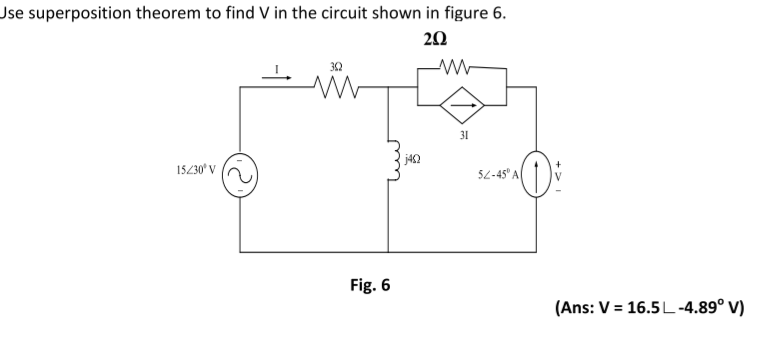 Use superposition theorem to find V in the circuit shown in figure 6.
2Ω
I
3Ω
3I
j4Ω
15∠30° V
5∠-45° A
+
V
-
Fig. 6
(Ans: V = 16.5∟-4.89° V)